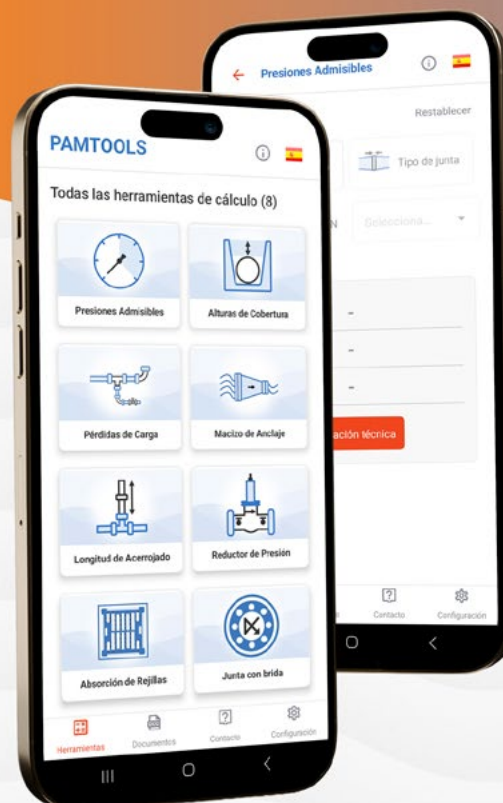 PAMTOOLS
Todas las herramientas de cálculo (8)
Presiones Admisibles
Alturas de Cobertura
Pérdidas de Carga
Macizo de Anclaje
Longitud de Acerrojado
Reductor de Presión
Absorción de Rejillas
Junta con brida
Herramientas
Documentos
Contacto
Configuración
Presiones Admisibles
Restablecer
Tipo de junta
N
Selecciona...
-
-
-
ación técnica
Contacto
Configuración